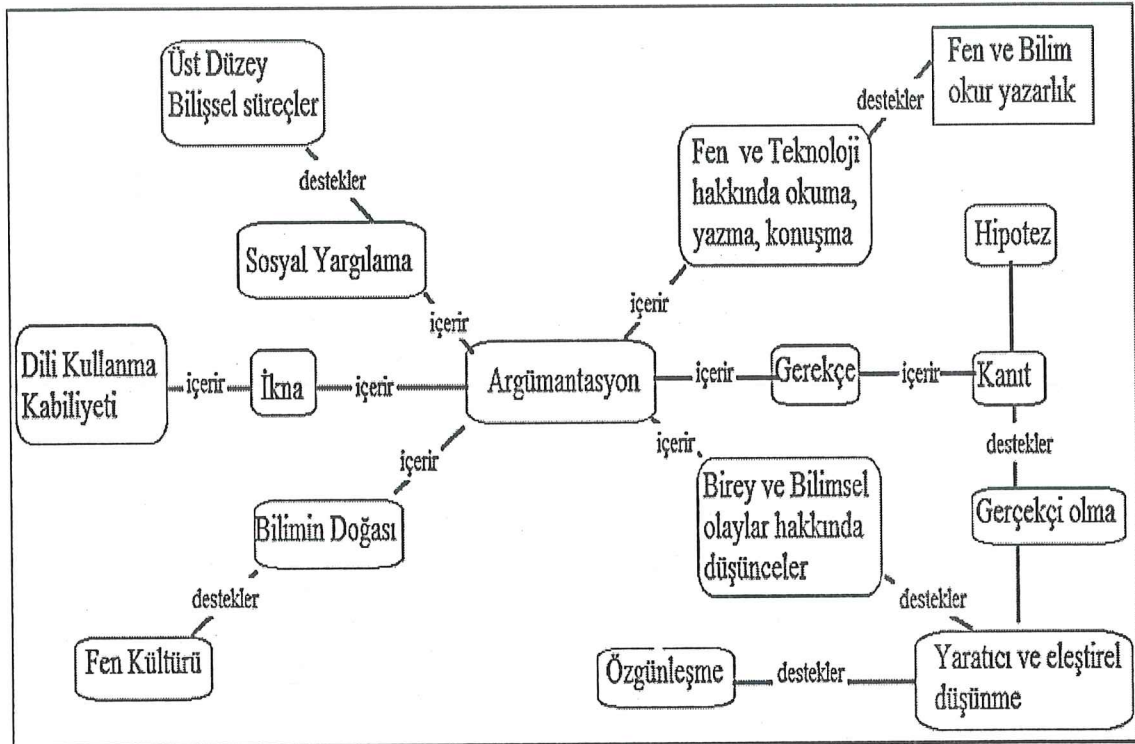 Üst Düzey
Bilişsel süreçler
destekler
Sosyal Yargılama
içerir
Fen ve Bilim
okur yazarlık
destekler
Fen ve Teknoloji
hakkında okuma,
yazma, konuşma
içerir
Hipotez
Dili Kullanma
Kabiliyeti
içerir
İkna
içerir
Argümantasyon
içerir
Gerekçe
içerir
Kanıt
destekler
Gerçekçi olma
içerir
Bilimin Doğası
destekler
Fen Kültürü
içerir
Birey ve Bilimsel
olaylar hakkında
düşünceler
destekler
Yaratıcı ve eleştirel
düşünme
destekler
Özgünleşme